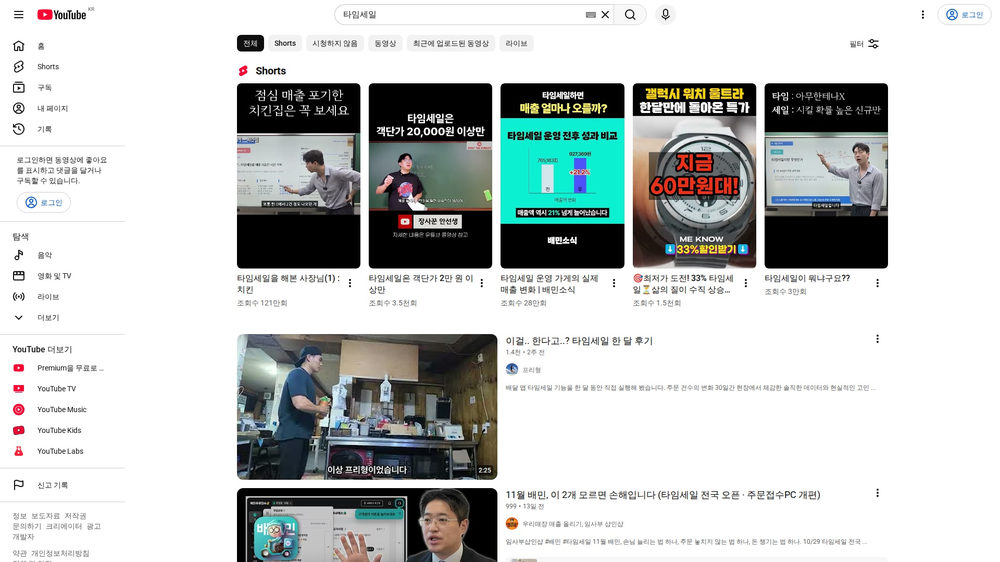 YouTube KR
타임세일
로그인
홈
Shorts
구독
내 페이지
기록
로그인하면 동영상에 좋아요
를 표시하고 댓글을 달거나
구독할 수 있습니다.
로그인
탐색
음악
영화 및 TV
라이브
더보기
YouTube 더보기
Premium을 무료로 ...
YouTube TV
YouTube Music
YouTube Kids
YouTube Labs
신고 기록
정보 보도자료 저작권
문의하기 크리에이터 광고
개발자
약관 개인정보처리방침
전체
Shorts
시청하지 않음
동영상
최근에 업로드된 동영상
라이브
필터
Shorts
점심 매출 포기한
치킨집은 꼭 보세요
타임세일을 해본 사장님(1) :
치킨
조회수 121만회
타임세일은
객단가 20,000원 이상만
장사꾼 안선생
자세한 내용은 유튜브 풀영상 참고
타임세일은 객단가 2만 원 이
상만
조회수 3.5천회
타임세일하면
매출 얼마나 오를까?
타임세일 운영 전후 성과 비교
매출액 역시 21% 넘게 늘어났습니다
배민소식
타임세일 운영 가게의 실제
매출 변화 | 배민소식
조회수 28만회
갤럭시 워치 울트라
한달만에 돌아온 특가
지금
60만원대!
ME KNOW
33%할인받기
🎯최저가 도전! 33% 타임세
일⏳삶의 질이 수직 상승...
조회수 1.5천회
타임 : 아무한테나X
세일 : 시킬 확률 높은 신규만
타임세일입니다
타임세일이 뭐냐구요??
조회수 3만회
이상 프리형이었습니다
2:25
이걸.. 한다고..? 타임세일 한 달 후기
1.4천 • 2주 전
프리형
배달 앱 타임세일 기능을 한 달 동안 직접 실행해 봤습니다. 주문 건수의 변화 30일간 현장에서 체감한 솔직한 데이터와 현실적인 고민 ...
11월 배민, 이 2개 모르면 손해입니다 (타임세일 전국 오픈 · 주문접수PC 개편)
999 • 13일 전
우리매장 매출 올리기, 임사부 샵인샵
임사부샵인샵 #배민 #타임세일 11월 배민, 손님 늘리는 법 하나, 주문 놓치지 않는 법 하나, 돈 챙기는 법 하나. 10/29 타임세일 전국 ...